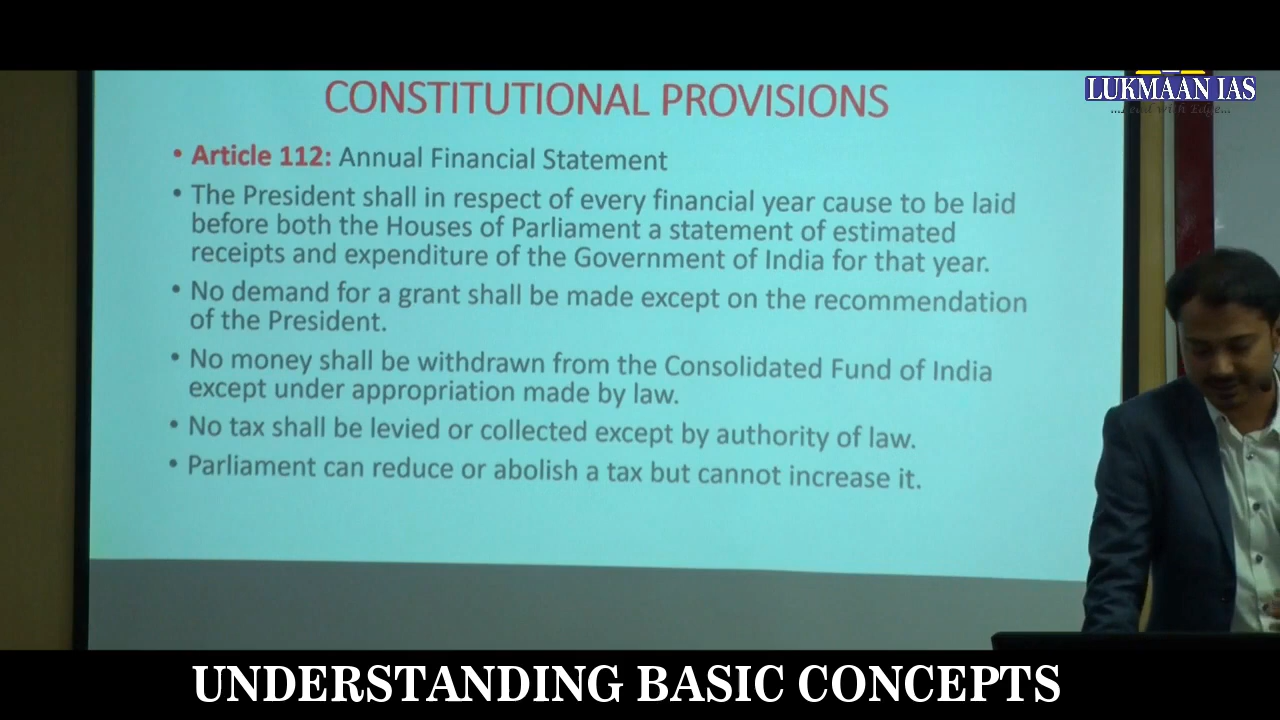 CONSTITUTIONAL PROVISIONS
LUKMAAN IAS
...Lead with Edge...
• Article 112: Annual Financial Statement
• The President shall in respect of every financial year cause to be laid
before both the Houses of Parliament a statement of estimated
receipts and expenditure of the Government of India for that year.
• No demand for a grant shall be made except on the recommendation
of the President.
• No money shall be withdrawn from the Consolidated Fund of India
except under appropriation made by law.
• No tax shall be levied or collected except by authority of law.
• Parliament can reduce or abolish a tax but cannot increase it.
UNDERSTANDING BASIC CONCEPTS